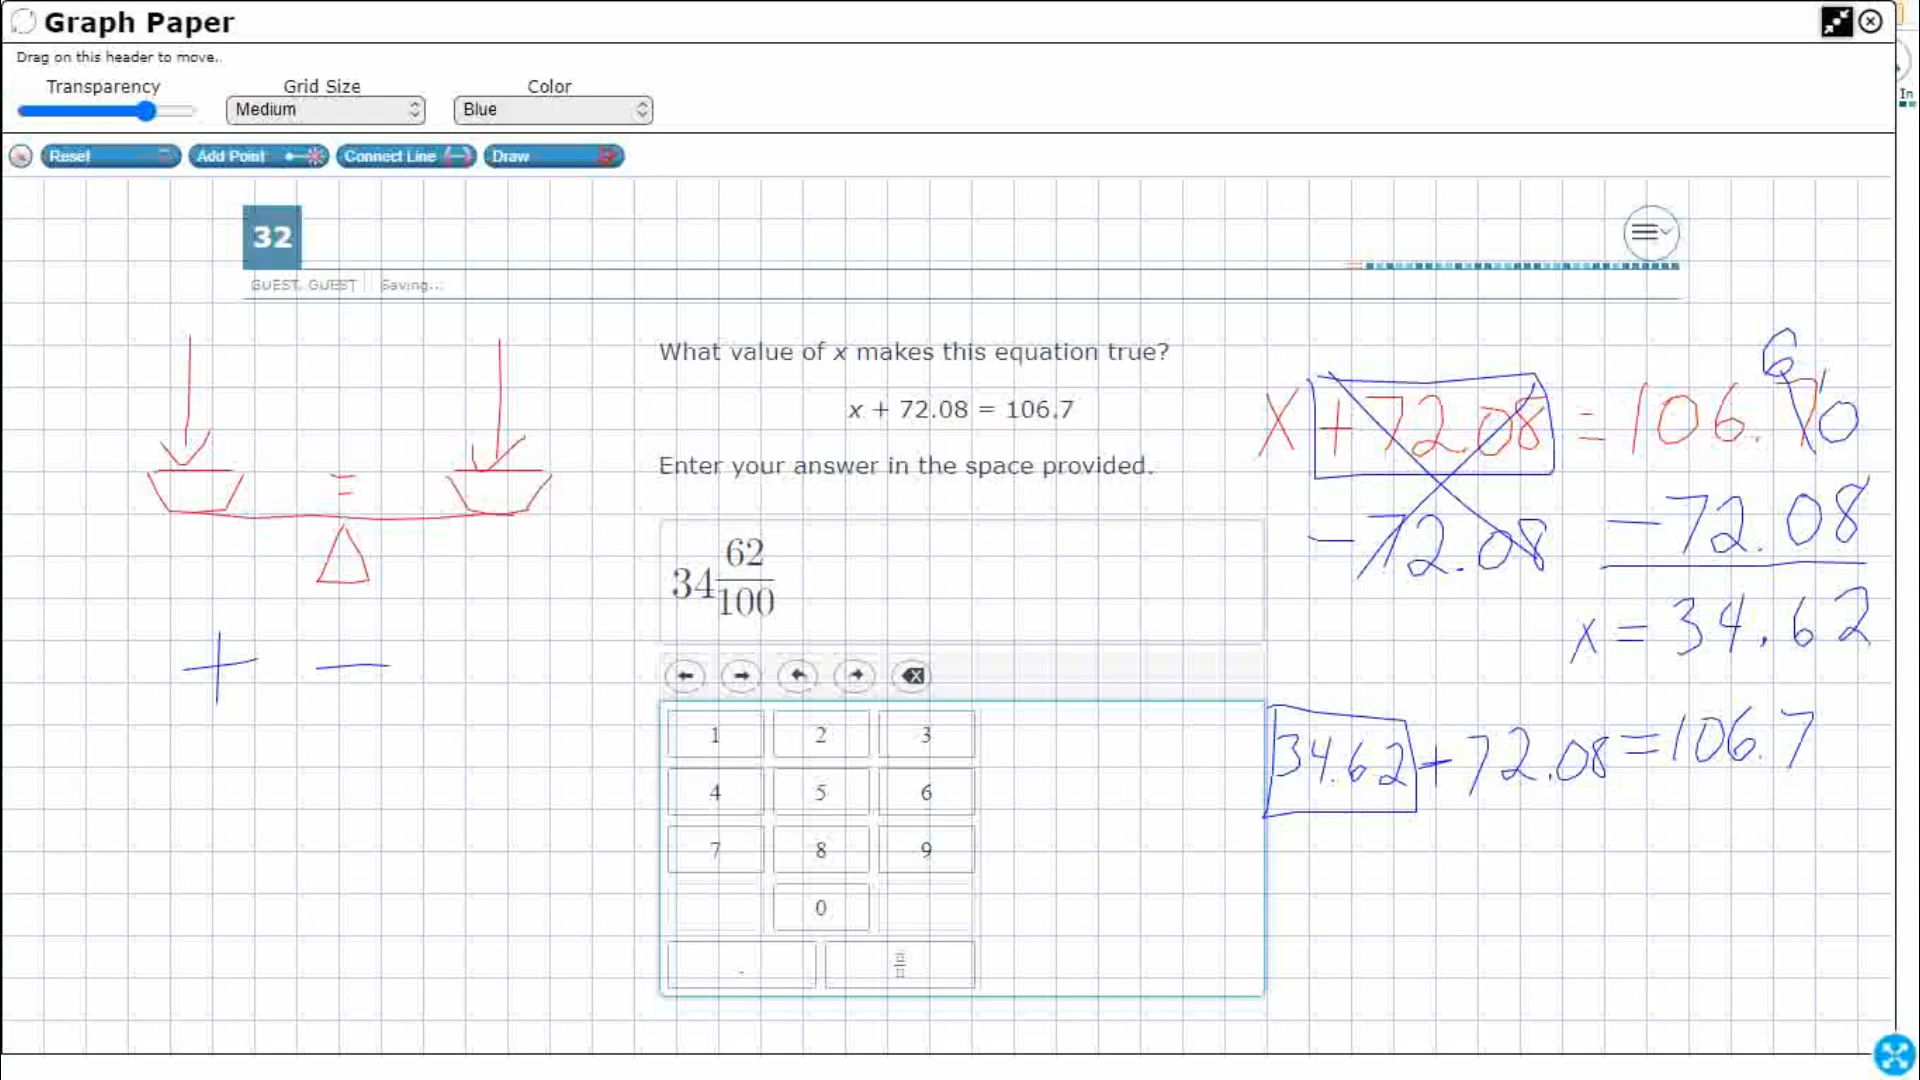 Graph Paper
Drag on this header to move..
Transparency
Grid Size
Color
Medium
Blue
In
Reset
Add Point
Connect Line
Draw
32
GUEST, GUEST
Saving...
What value of x makes this equation true?
x + 72.08 = 106.7
Enter your answer in the space provided.
34 62/100
1 2 3
4 5 6
7 8 9
0
.
=
+ −
6
x + 72.08 = 106.70
− 72.08 − 72.08
x = 34.62
34.62 + 72.08 = 106.7